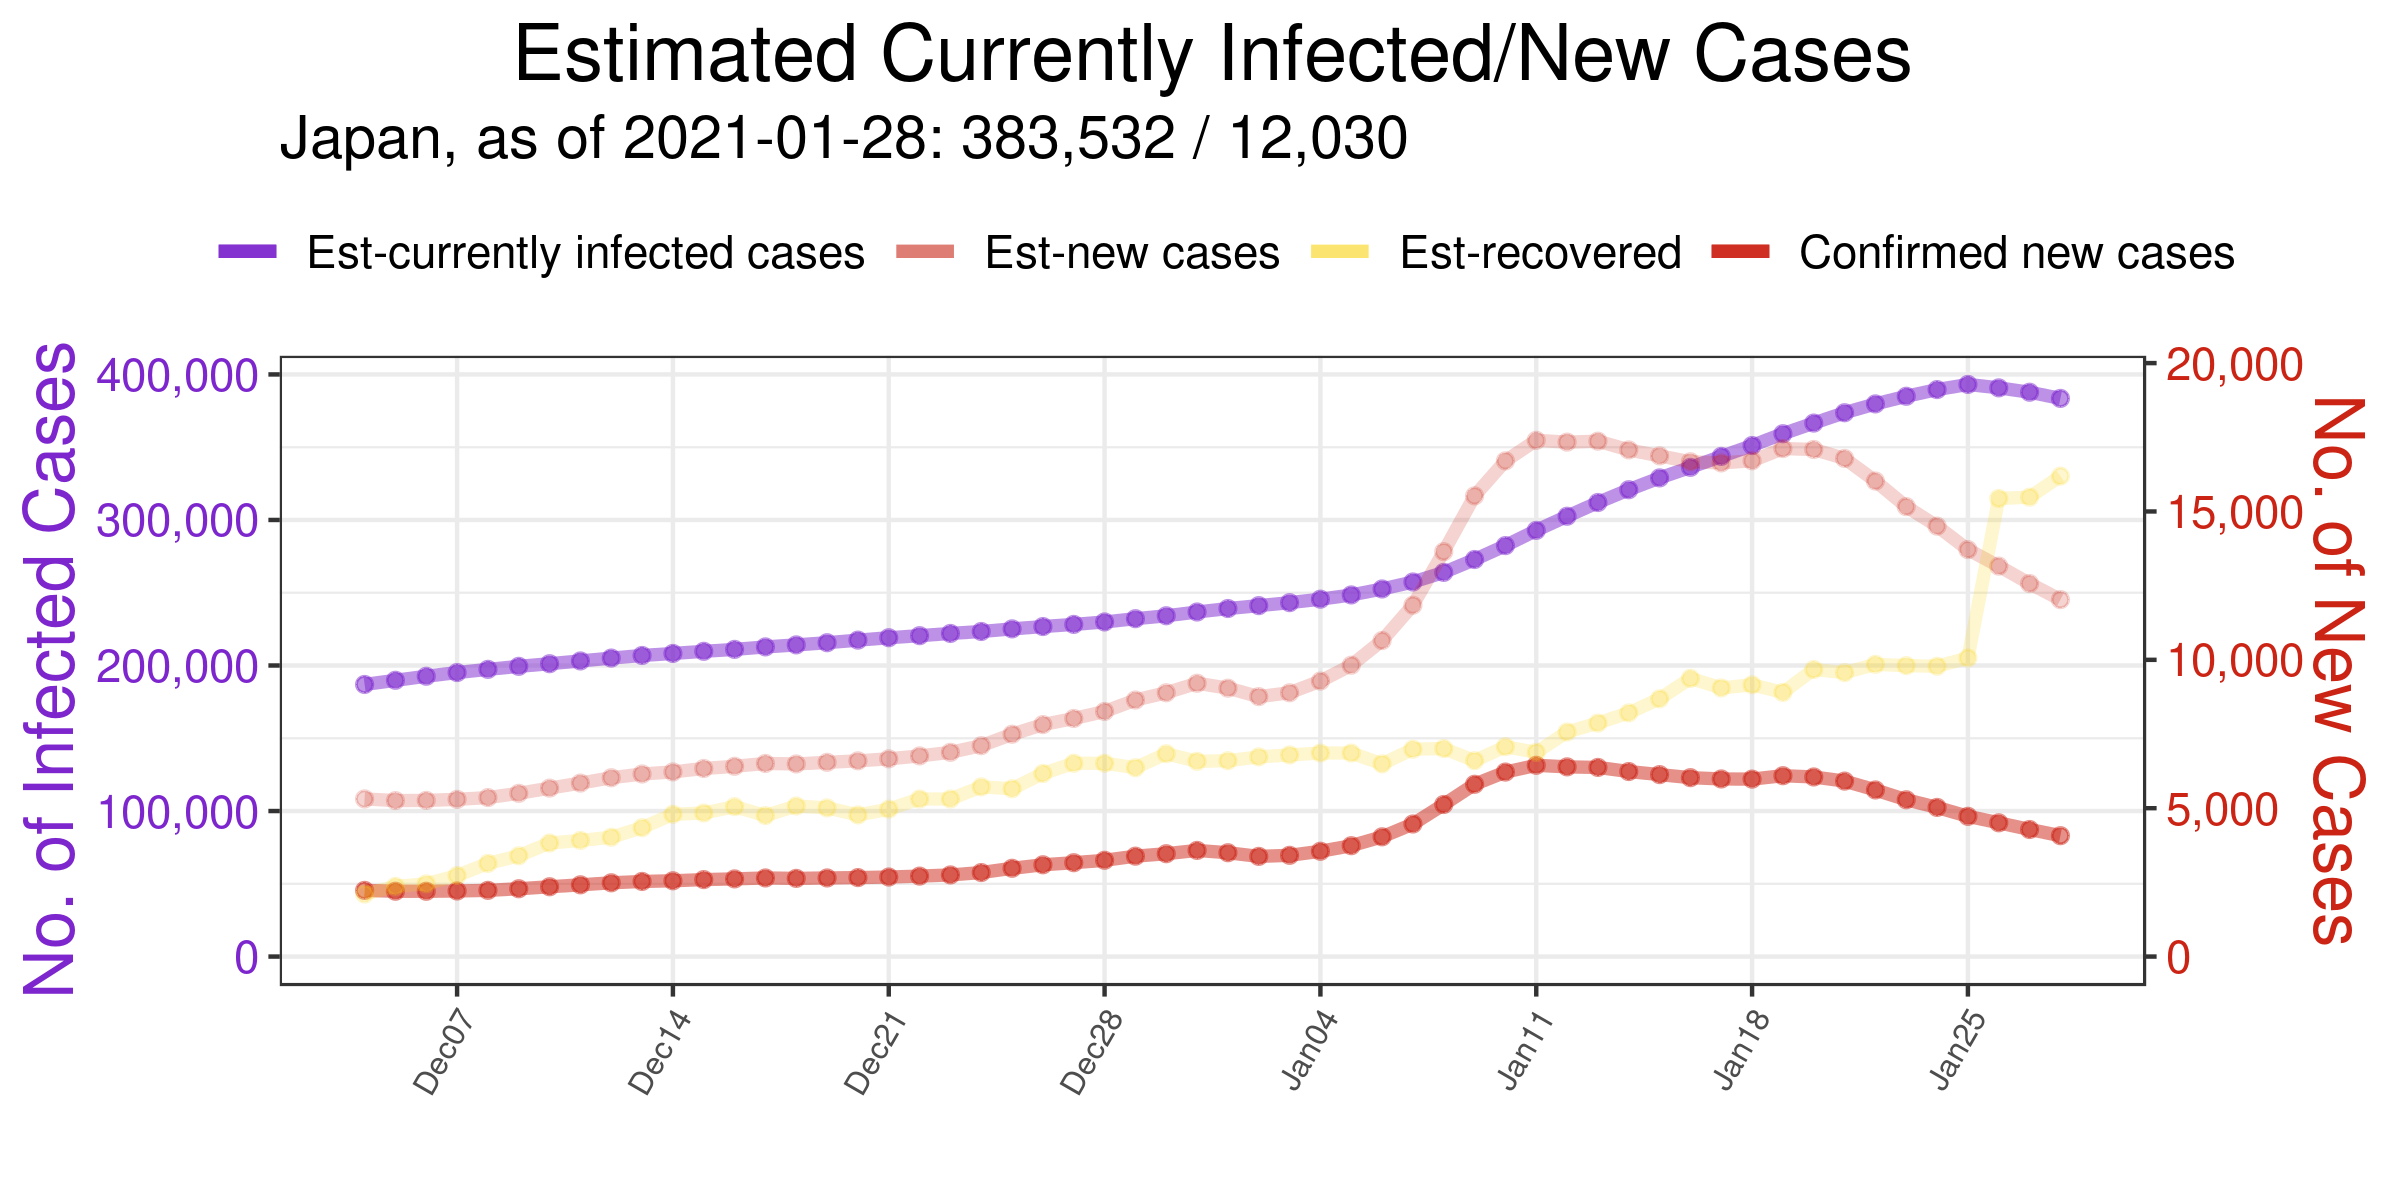 Estimated Currently Infected/New Cases
Japan, as of 2021-01-28: 383,532 / 12,030
Est-currently infected cases Est-new cases Est-recovered Confirmed new cases
No. of Infected Cases
400,000
300,000
200,000
100,000
0
20,000
15,000
10,000
5,000
0
No. of New Cases
Dec07 Dec14 Dec21 Dec28 Jan04 Jan11 Jan18 Jan25